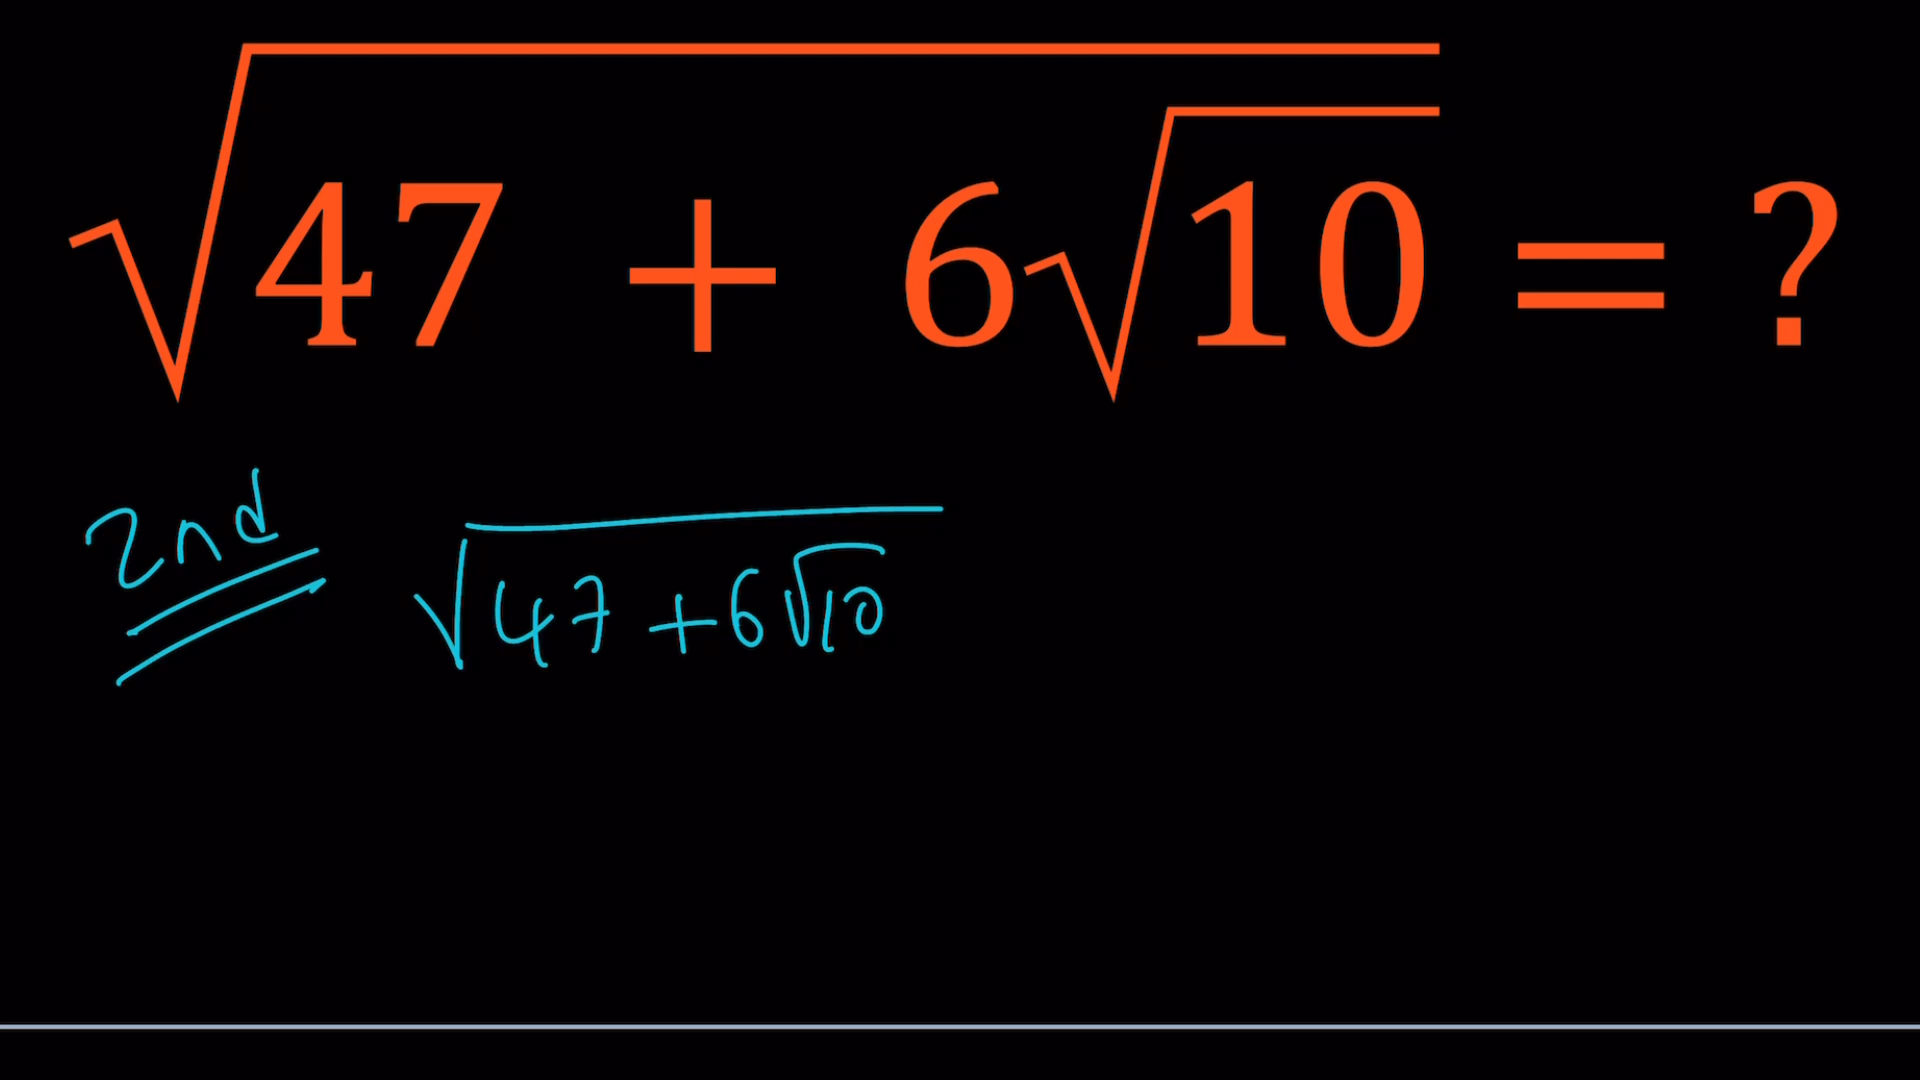 √(47 + 6√10) = ?
2nd √(47+6√10)